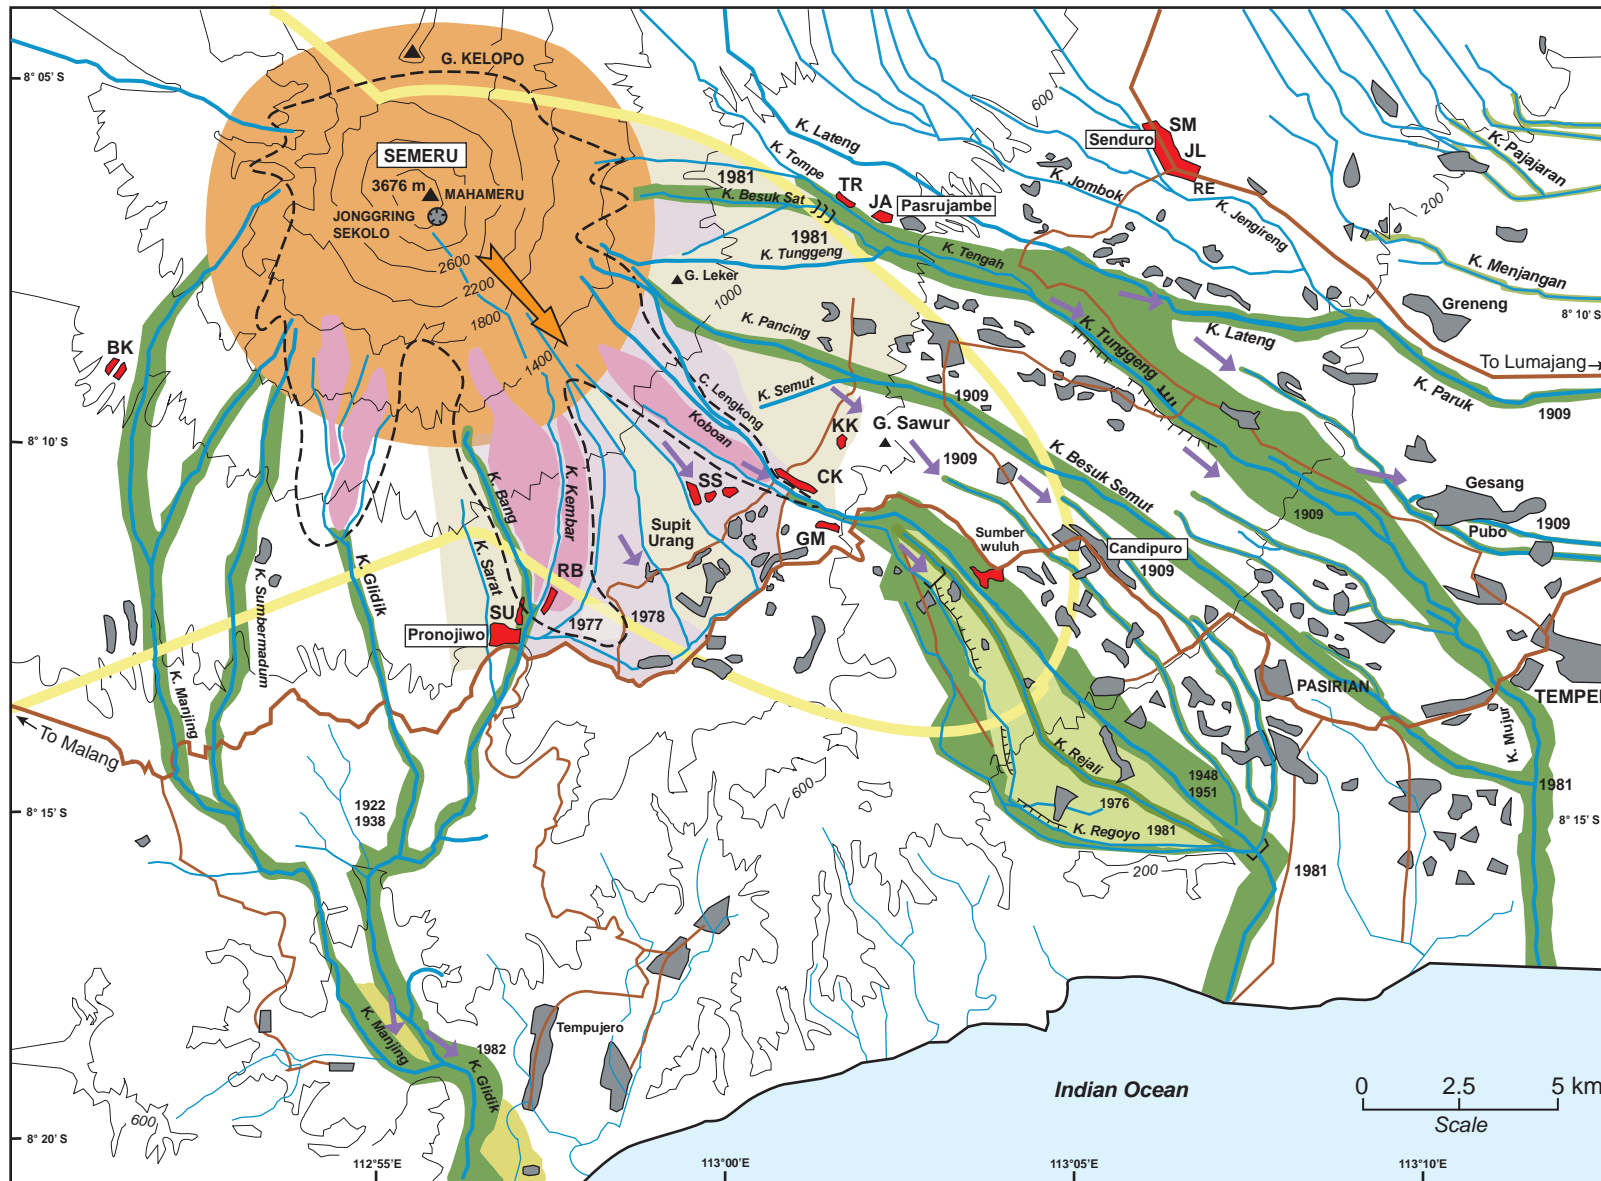 8° 05' S
G. KELOPO
SEMERU
3676 m
MAHAMERU
JONGGRING
SEKOLO
2600
2200
1800
1400
1000
G. Leker
K. Lateng
K. Tompe
1981
K. Besuk Sat
TR
JA
Pasrujambe
1981
K. Tunggeng
K. Tengah
600
Senduro
SM
JL
RE
K. Jombok
K. Jengireng
K. Pajajaran
200
K. Menjangan
Greneng
8° 10' S
To Lumajang
K. Lateng
K. Paruk
1909
K. Tunggeng
K. Pancing
K. Semut
C. Lengkong
Koboan
KK
G. Sawur
1909
1909
CK
SS
GM
Supit
Urang
BK
8° 10' S
K. Bang
K. Kembar
K. Sarat
RB
SU
Pronojiwo
1977
1978
K. Glidik
K. Sumbermadum
K. Manjing
To Malang
K. Besuk Semut
Sumber
wuluh
Candipuro
1909
1909
Gesang
1909
Pubo
PASIRIAN
TEMPEH
K. Mujur
1981
K. Rejali
1948
1951
1976
K. Regoyo
1981
200
1981
8° 15' S
8° 15' S
1922
1938
600
K. Manjing
1982
K. Glidik
Tempujero
600
8° 20' S
Indian Ocean
0 2.5 5 km
Scale
112°55'E
113°00'E
113°05'E
113°10'E